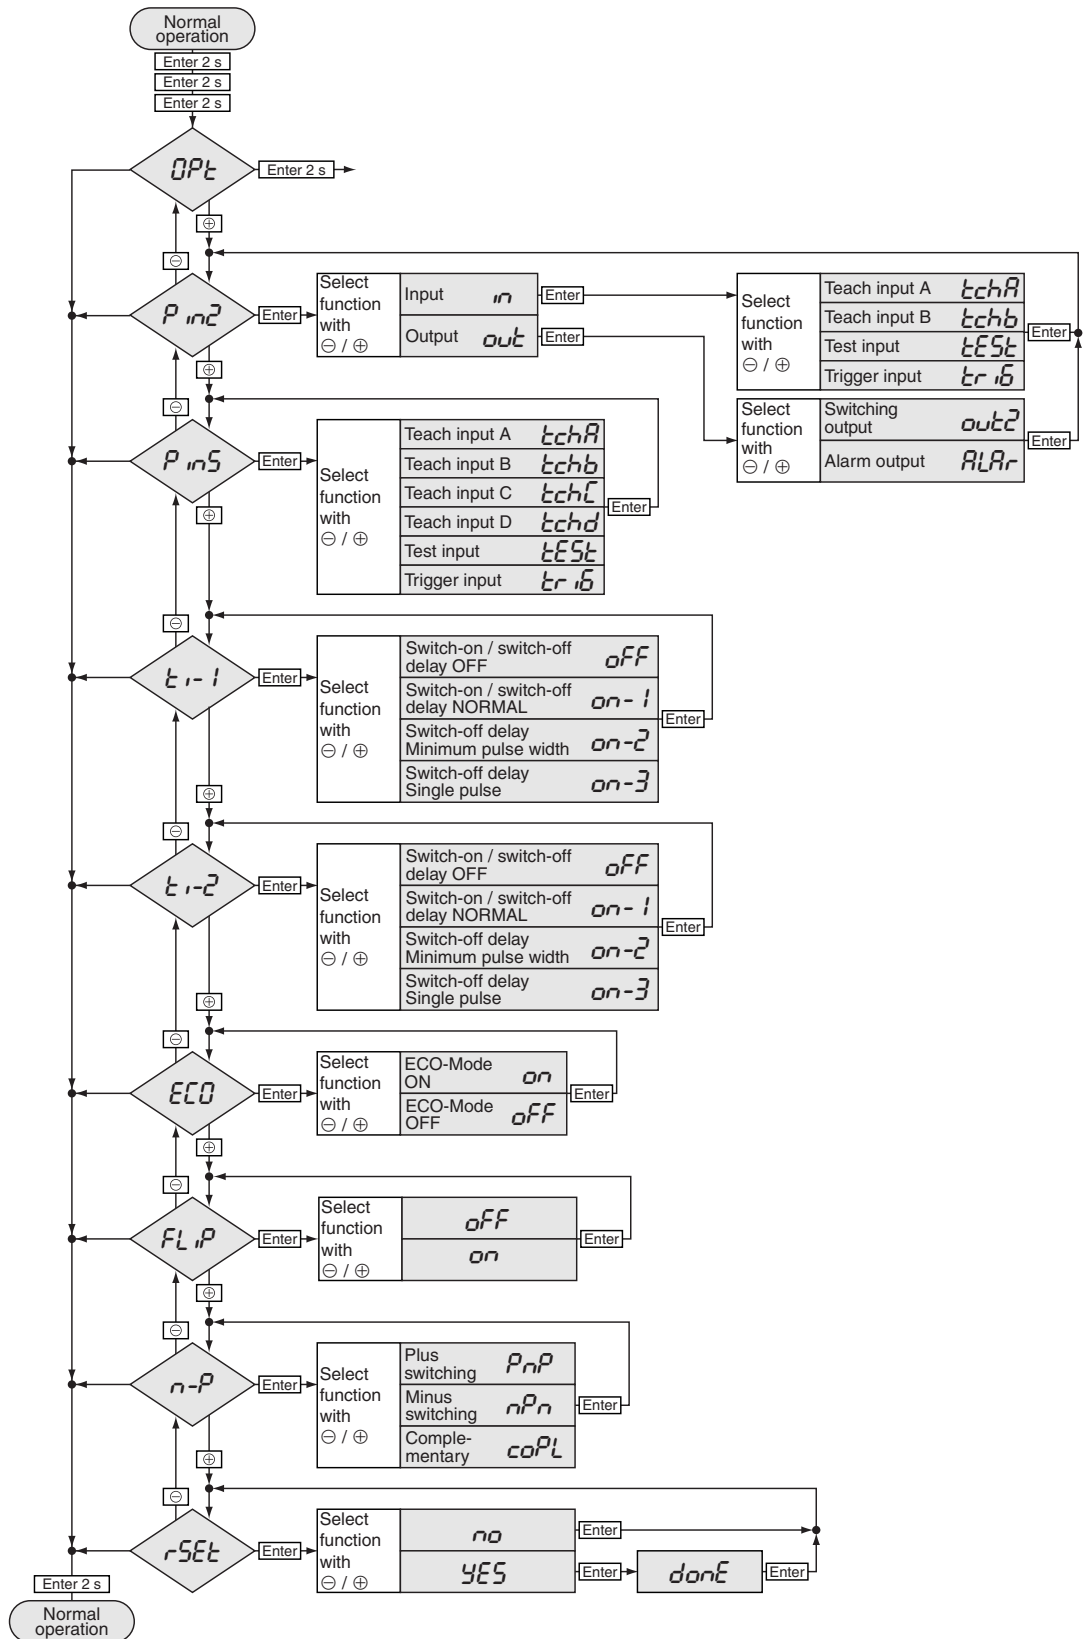 Normal
operation
Enter 2 s
Enter 2 s
Enter 2 s
OPt
Enter 2 s
⊕
⊖
Pin2
Enter
Select
function
with
⊖ / ⊕
Input in
Enter
Output out
Enter
Select
function
with
⊖ / ⊕
Teach input A tchA
Teach input b tchb
Test input tESt
Trigger input triG
Enter
Select
function
with
⊖ / ⊕
Switching
output out2
Alarm output ALAr
Enter
⊕
⊖
Pin5
Enter
Select
function
with
⊖ / ⊕
Teach input A tchA
Teach input B tchb
Teach input C tchC
Teach input D tchd
Test input tESt
Trigger input triG
Enter
⊕
⊖
ti-1
Enter
Select
function
with
⊖ / ⊕
Switch-on / switch-off
delay OFF oFF
Switch-on / switch-off
delay NORMAL on-1
Switch-off delay
Minimum pulse width on-2
Switch-off delay
Single pulse on-3
Enter
⊕
⊖
ti-2
Enter
Select
function
with
⊖ / ⊕
Switch-on / switch-off
delay OFF oFF
Switch-on / switch-off
delay NORMAL on-1
Switch-off delay
Minimum pulse width on-2
Switch-off delay
Single pulse on-3
Enter
⊕
⊖
ECO
Enter
Select
function
with
⊖ / ⊕
ECO-Mode
ON on
ECO-Mode
OFF oFF
Enter
⊕
⊖
FLiP
Enter
Select
function
with
⊖ / ⊕
oFF
on
Enter
⊕
⊖
n-P
Enter
Select
function
with
⊖ / ⊕
Plus
switching PnP
Minus
switching nPn
Comple-
mentary coPL
Enter
⊕
⊖
rSEt
Enter
Select
function
with
⊖ / ⊕
no
Enter
YES
Enter
donE
Enter
Enter 2 s
Normal
operation